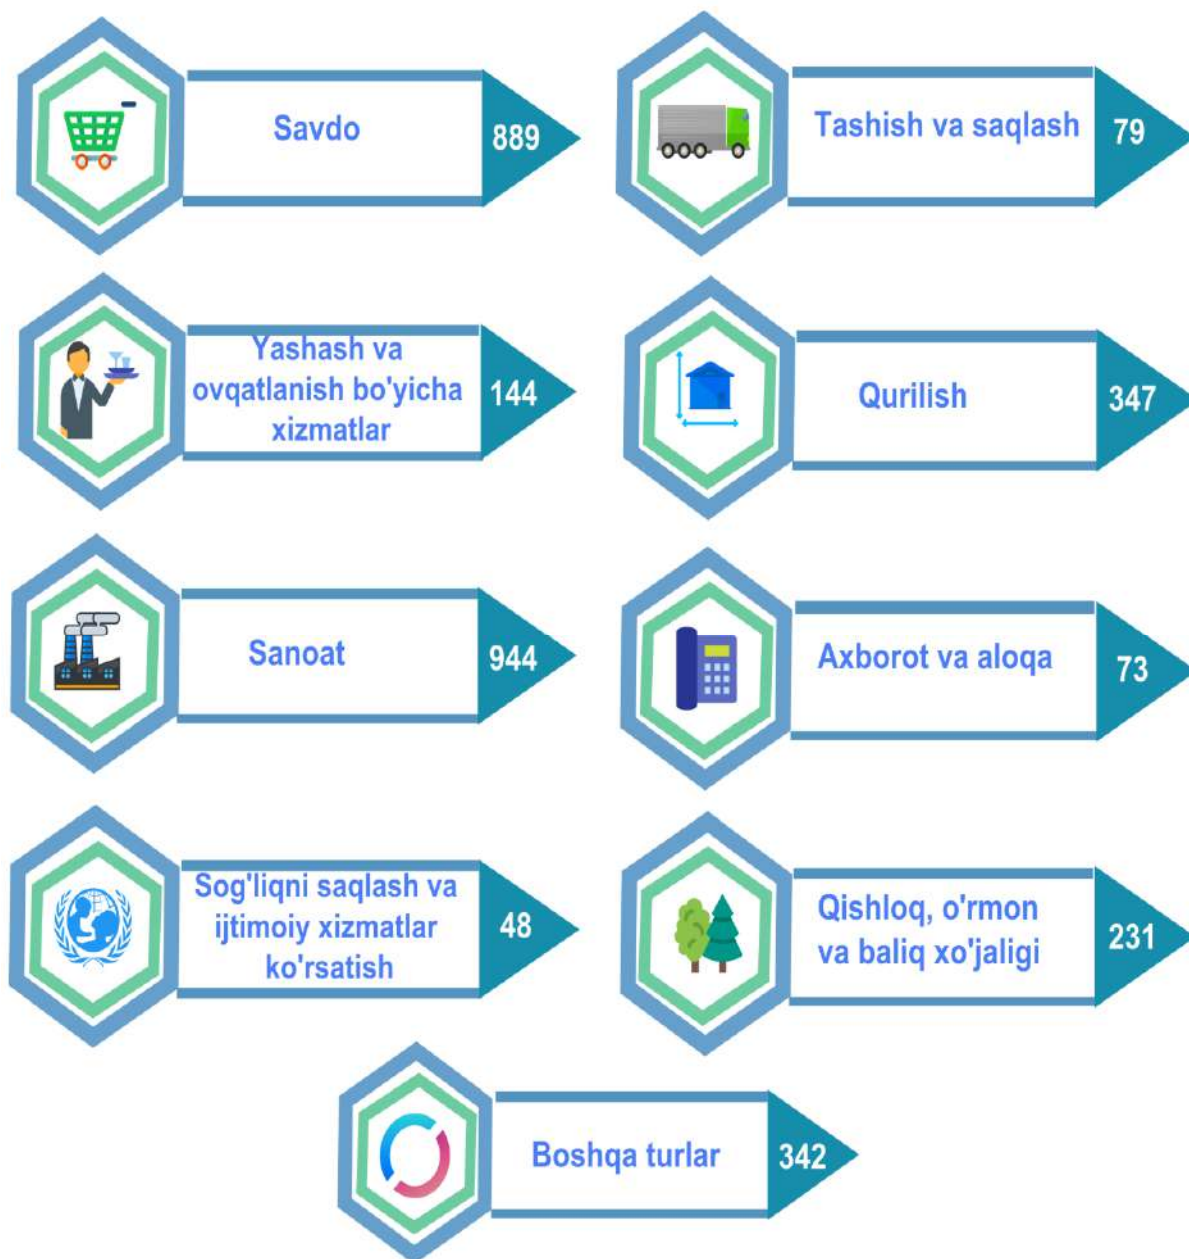 Savdo
889
Tashish va saqlash
79
Yashash va
ovqatlanish bo'yicha
xizmatlar
144
Qurilish
347
Sanoat
944
Axborot va aloqa
73
Sog'liqni saqlash va
ijtimoiy xizmatlar
ko'rsatish
48
Qishloq, o'rmon
va baliq xo'jaligi
231
Boshqa turlar
342